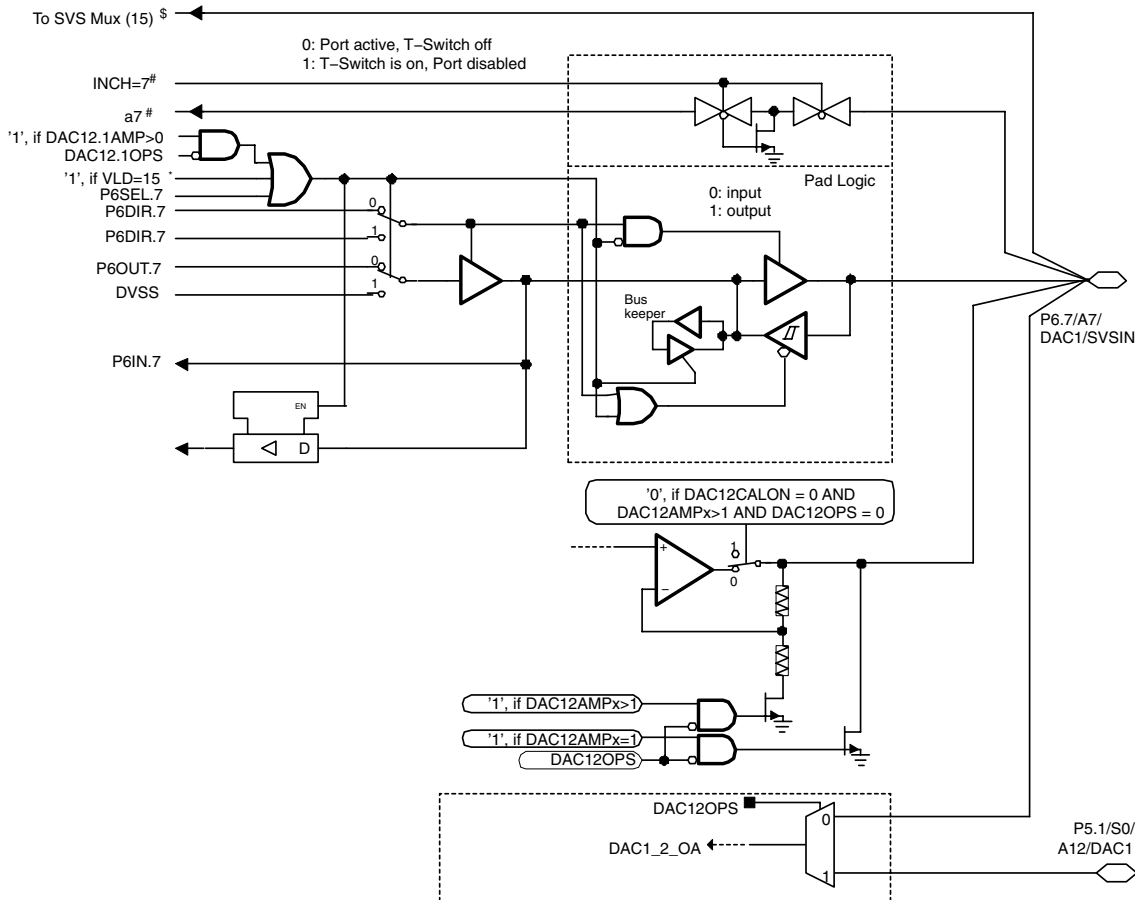 To SVS Mux (15) $
0: Port active, T−Switch off
1: T−Switch is on, Port disabled
INCH=7#
a7 #
'1', if DAC12.1AMP>0
DAC12.1OPS
'1', if VLD=15 *
P6SEL.7
P6DIR.7
0
P6DIR.7
1
P6OUT.7
0
DVSS
1
Pad Logic
0: input
1: output
Bus
keeper
P6IN.7
EN
D
P6.7/A7/
DAC1/SVSIN
'0', if DAC12CALON = 0 AND
DAC12AMPx>1 AND DAC12OPS = 0
+
−
1
0
'1', if DAC12AMPx>1
'1', if DAC12AMPx=1
DAC12OPS
DAC12OPS
0
DAC1_2_OA
1
P5.1/S0/
A12/DAC1